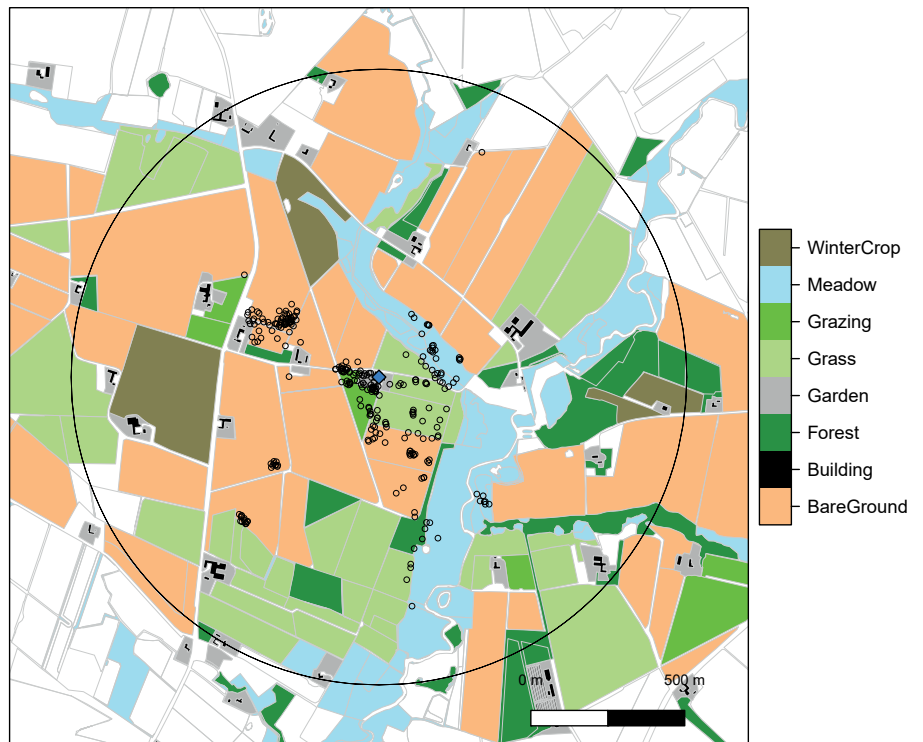 WinterCrop
Meadow
Grazing
Grass
Garden
Forest
Building
BareGround
0 m 500 m